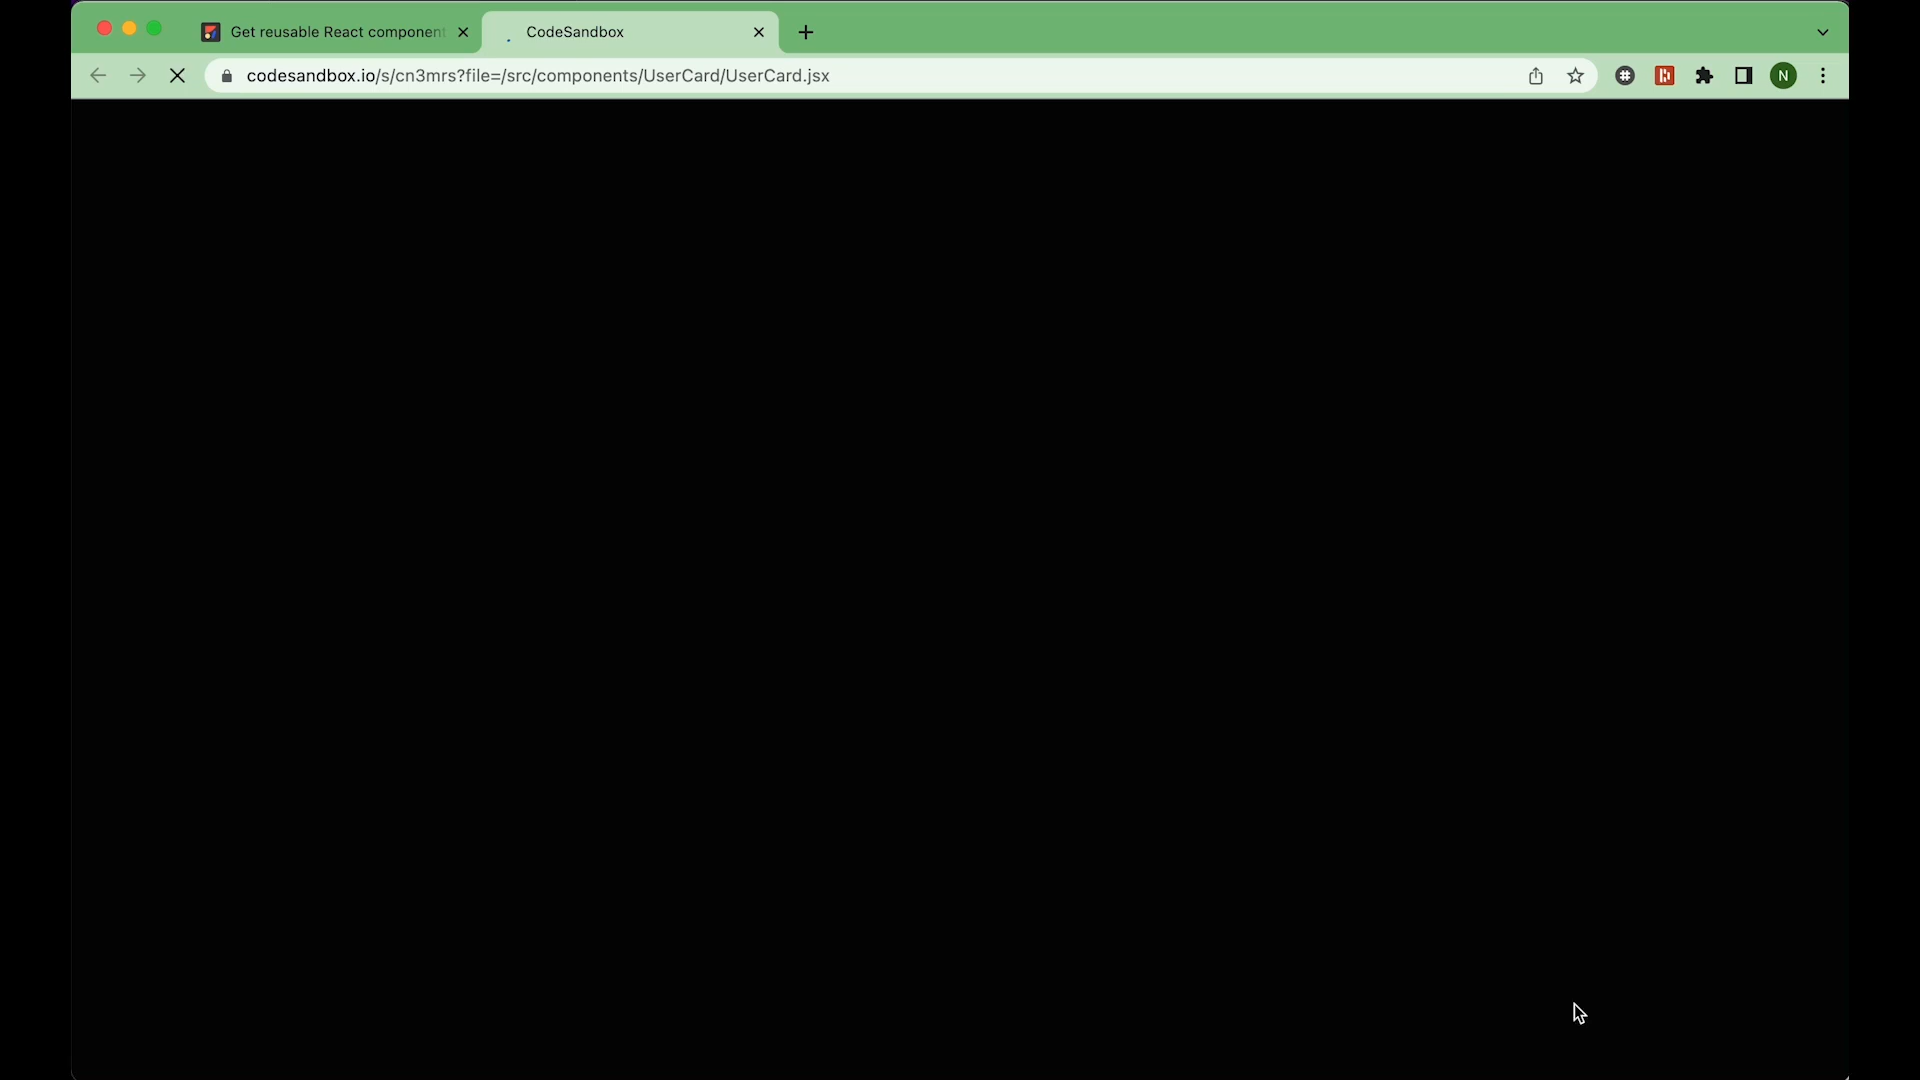 Get reusable React component
CodeSandbox
codesandbox.io/s/cn3mrs?file=/src/components/UserCard/UserCard.jsx
N